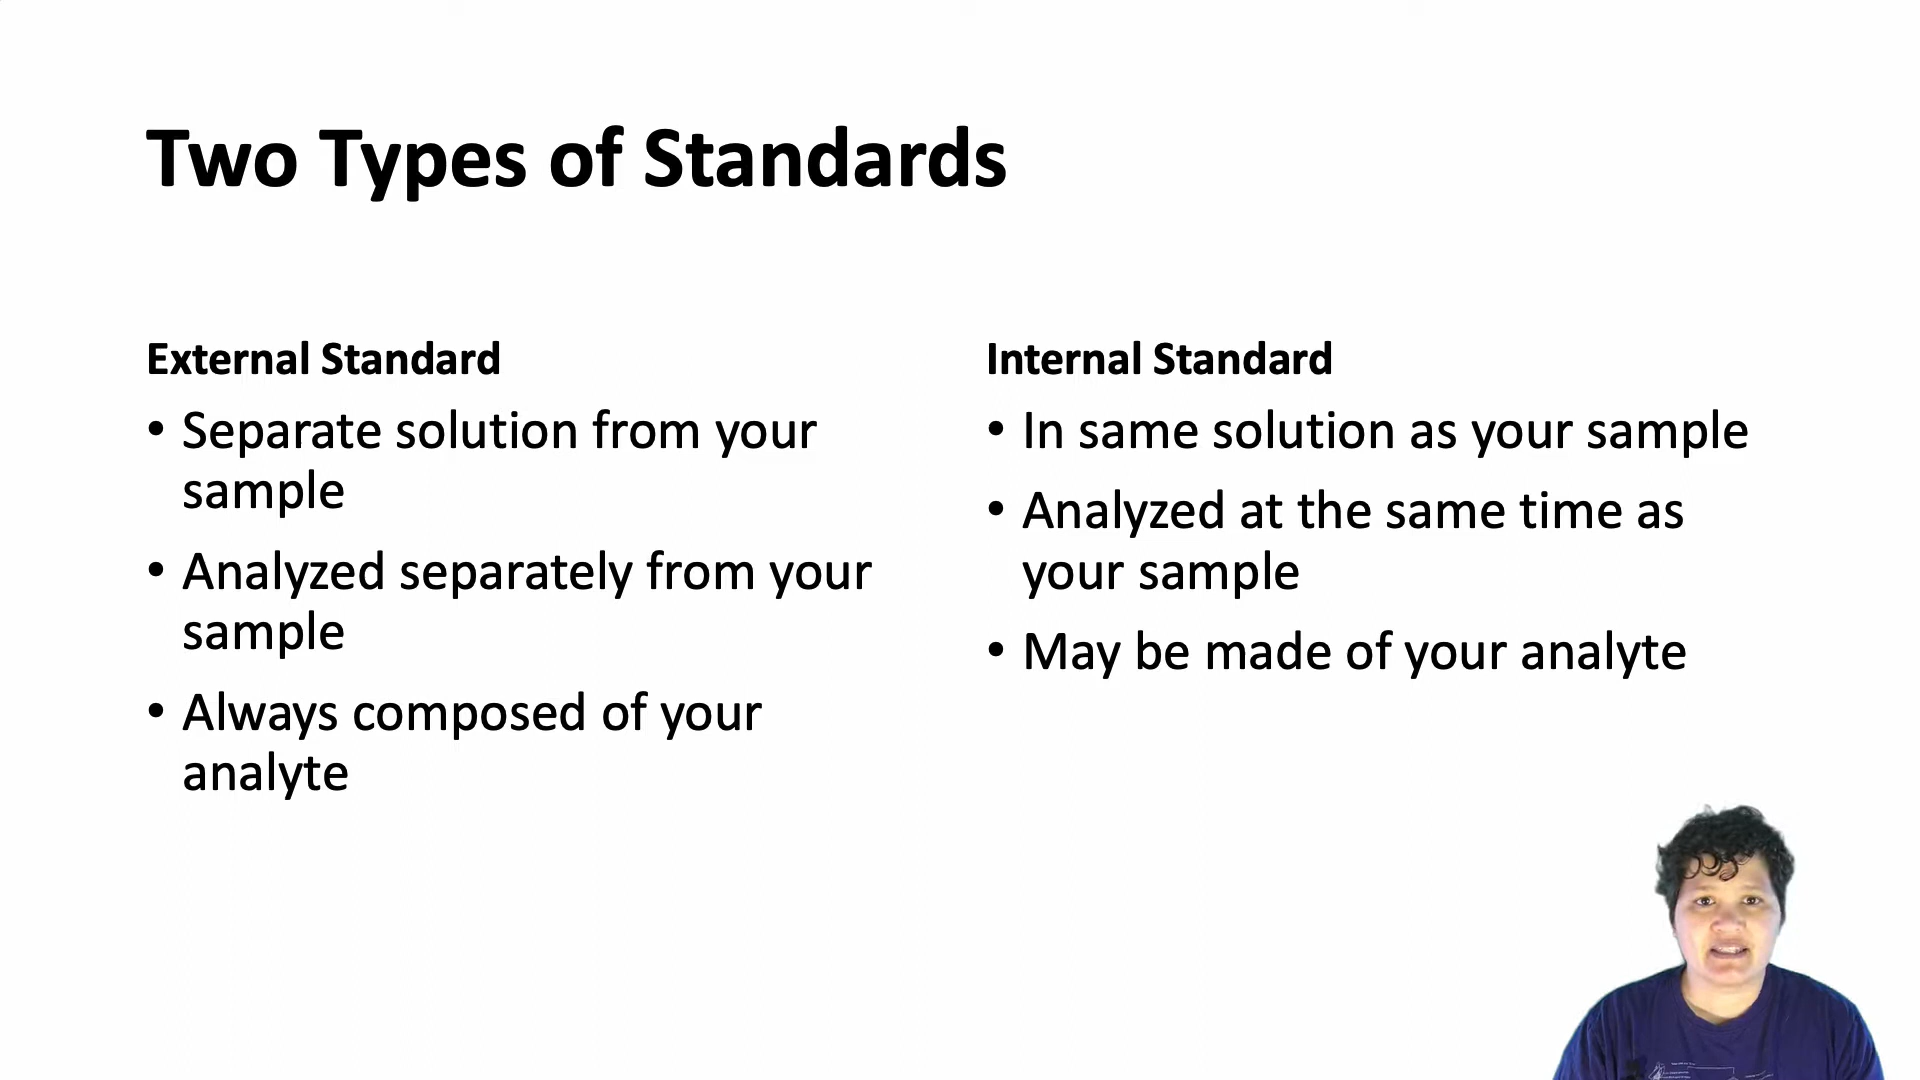 Two Types of Standards
External Standard
• Separate solution from your
sample
• Analyzed separately from your
sample
• Always composed of your
analyte
Internal Standard
• In same solution as your sample
• Analyzed at the same time as
your sample
• May be made of your analyte